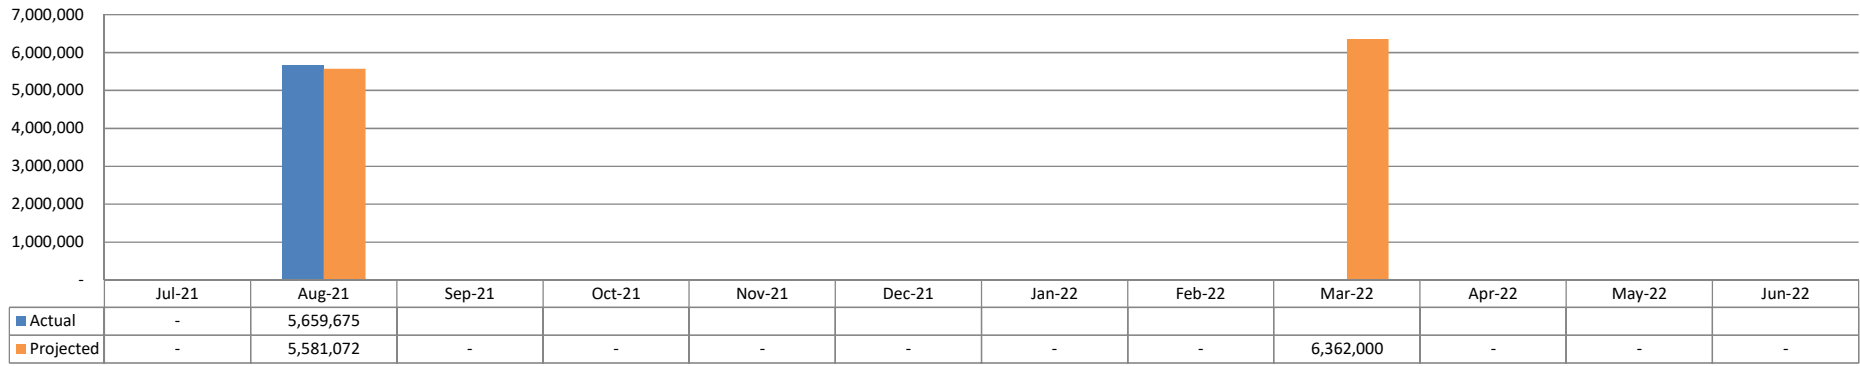 7,000,000
6,000,000
5,000,000
4,000,000
3,000,000
2,000,000
1,000,000
-
Jul-21 Aug-21 Sep-21 Oct-21 Nov-21 Dec-21 Jan-22 Feb-22 Mar-22 Apr-22 May-22 Jun-22
Actual - 5,659,675
Projected - 5,581,072 - - - - - - 6,362,000 - - -